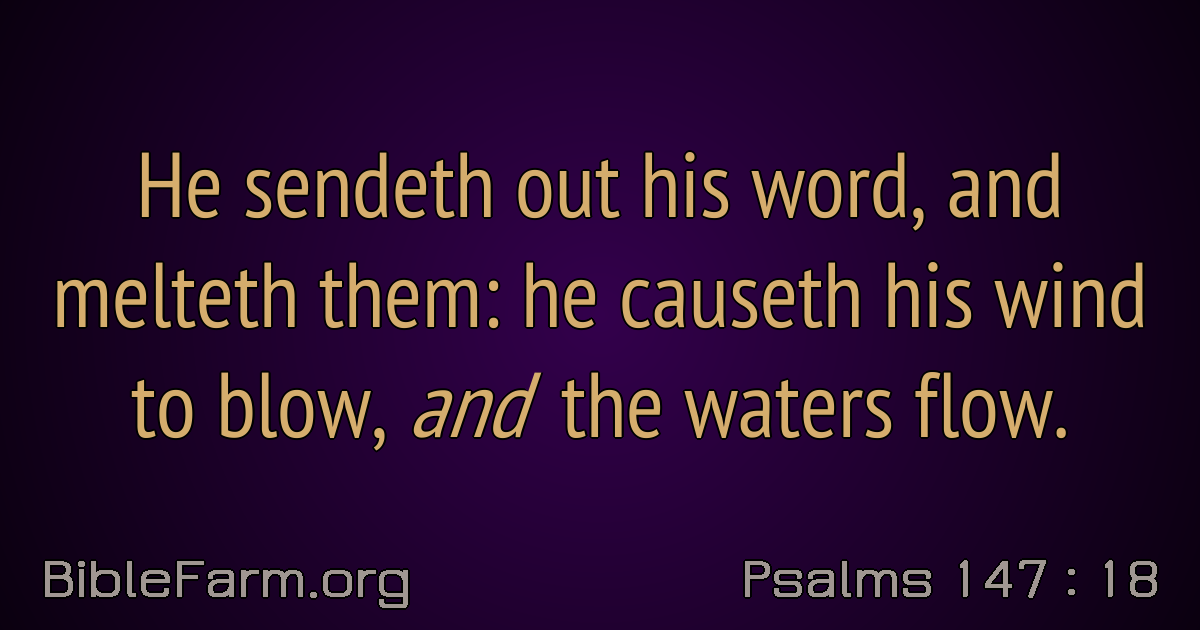 He sendeth out his word, and
melteth them: he causeth his wind
to blow, and the waters flow.
BibleFarm.org
Psalms 147 : 18